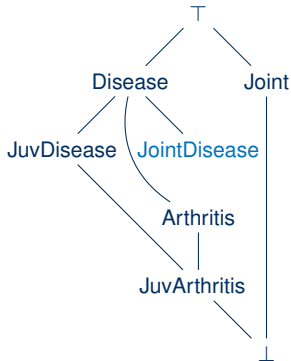 ⊤
Disease Joint
JuvDisease JointDisease
Arthritis
JuvArthritis
⊥